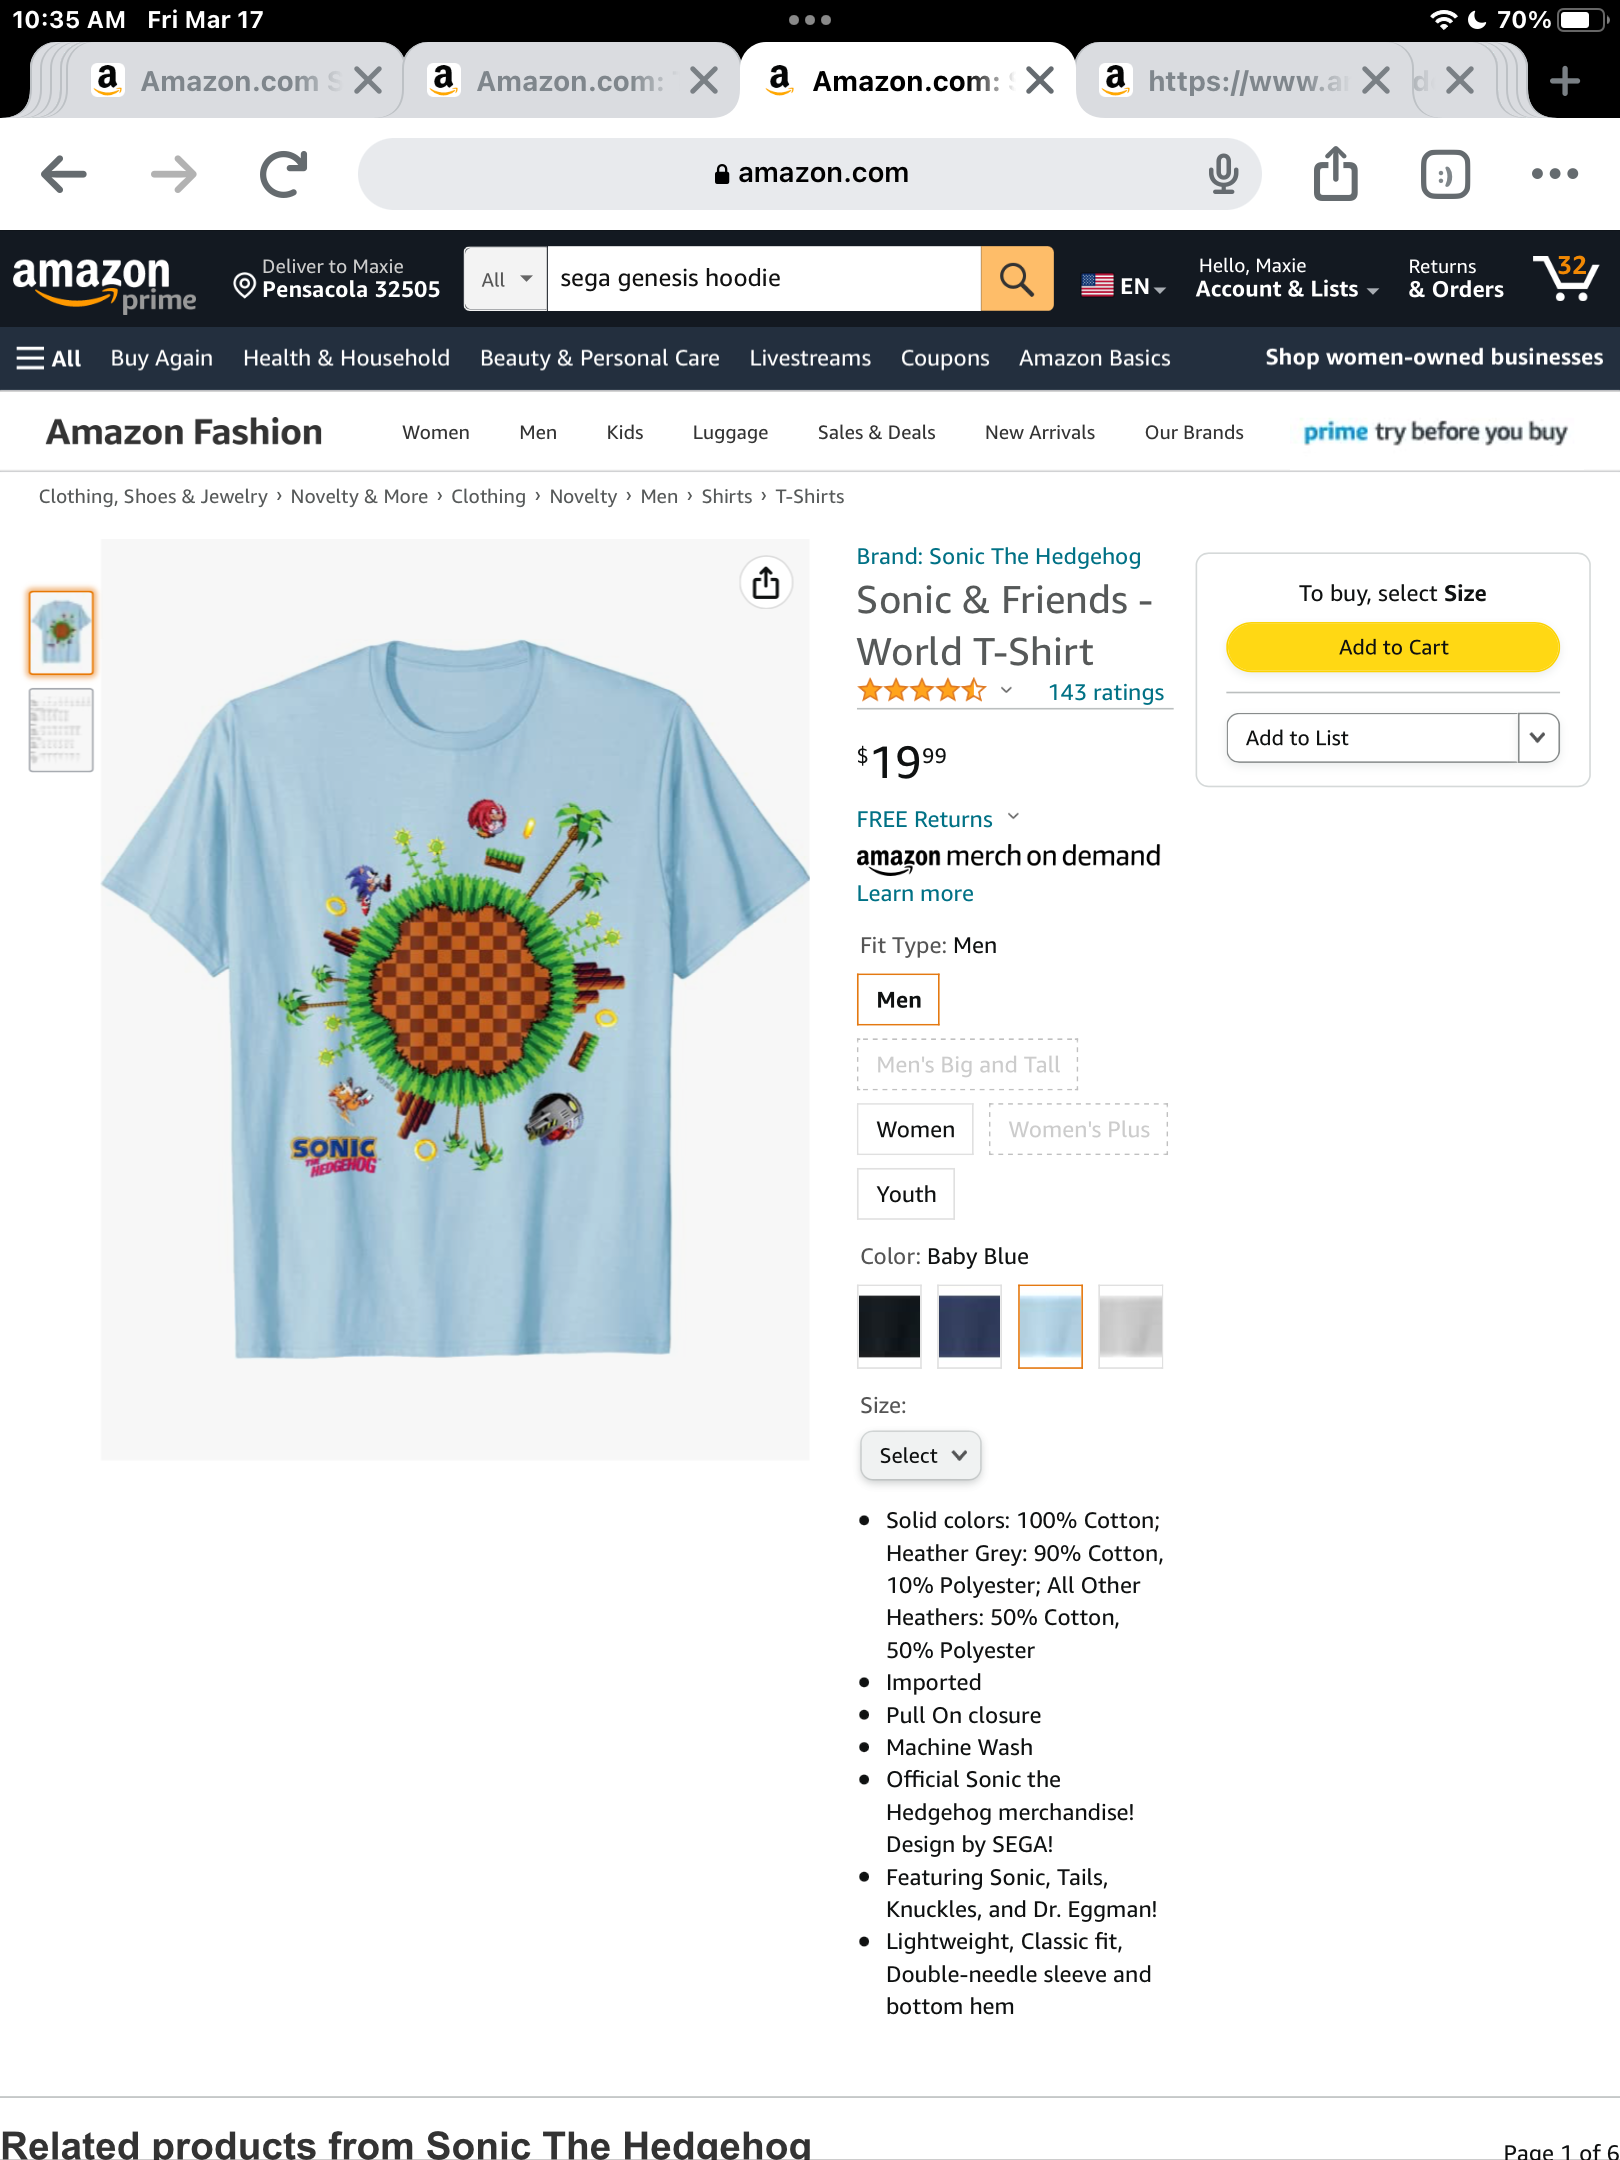 10:35 AM Fri Mar 17
70%
Amazon.com
Amazon.com:
Amazon.com:
https://www.a
amazon.com
amazon prime
Deliver to Maxie
Pensacola 32505
All
sega genesis hoodie
EN
Hello, Maxie
Account & Lists
Returns
& Orders
32
All
Buy Again
Health & Household
Beauty & Personal Care
Livestreams
Coupons
Amazon Basics
Shop women-owned businesses
Amazon Fashion
Women
Men
Kids
Luggage
Sales & Deals
New Arrivals
Our Brands
prime try before you buy
Clothing, Shoes & Jewelry › Novelty & More › Clothing › Novelty › Men › Shirts › T-Shirts
SONIC
THE
HEDGEHOG
Brand: Sonic The Hedgehog
Sonic & Friends -
World T-Shirt
143 ratings
$19.99
FREE Returns
amazon merch on demand
Learn more
Fit Type: Men
Men
Men's Big and Tall
Women
Women's Plus
Youth
Color: Baby Blue
Size:
Select
• Solid colors: 100% Cotton;
Heather Grey: 90% Cotton,
10% Polyester; All Other
Heathers: 50% Cotton,
50% Polyester
• Imported
• Pull On closure
• Machine Wash
• Official Sonic the
Hedgehog merchandise!
Design by SEGA!
• Featuring Sonic, Tails,
Knuckles, and Dr. Eggman!
• Lightweight, Classic fit,
Double-needle sleeve and
bottom hem
To buy, select Size
Add to Cart
Add to List
Related products from Sonic The Hedgehog
Page 1 of 6